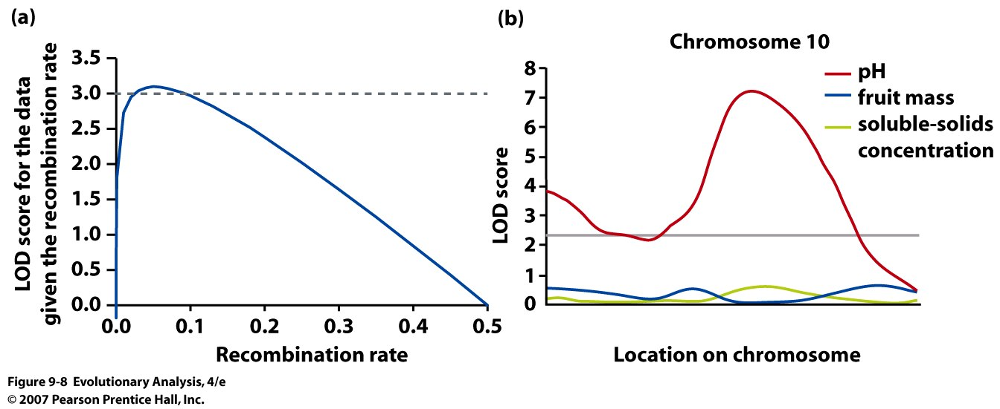 (a)
LOD score for the data
given the recombination rate
3.5
3.0
2.5
2.0
1.5
1.0
0.5
0.0
0.0 0.1 0.2 0.3 0.4 0.5
Recombination rate
(b)
Chromosome 10
pH
fruit mass
soluble-solids
concentration
LOD score
8
7
6
5
4
3
2
1
0
Location on chromosome
Figure 9-8 Evolutionary Analysis, 4/e
© 2007 Pearson Prentice Hall, Inc.